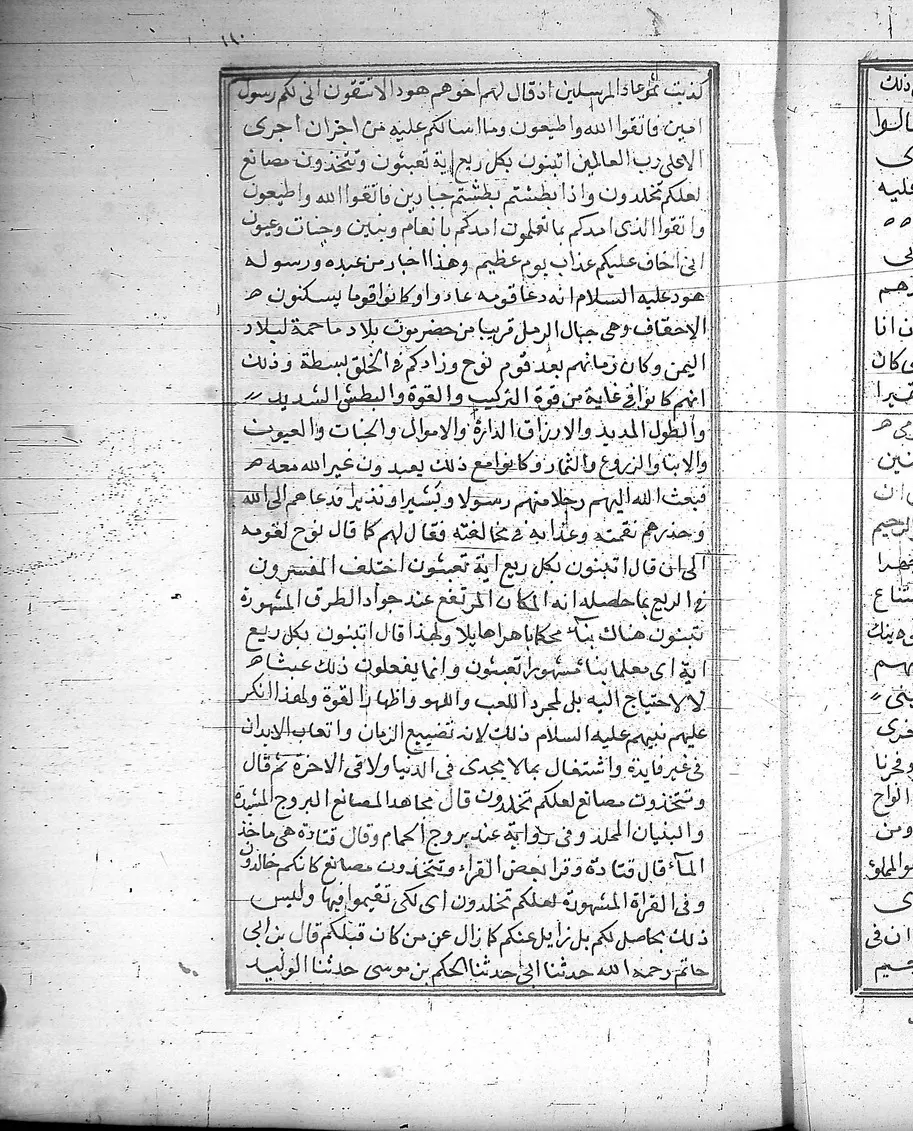 ١١٠
كذبت ثمو عاد المرسلين اذ قال لهم اخوهم هود الا تتقون انى لكم رسول
امين فاتقوا الله واطيعون وما اسالكم عليه من اجران اجرى
الا على رب العالمين اتبنون بكل ريع اية تعبثون وتتخذون مصانع
لعلكم تخلدون واذا بطشتم بطشتم جبارين فاتقوا الله واطيعون
واتقوا الذى امدكم بما تعلمون امدكم بانعام وبنين وجنات وعيون
انى اخاف عليكم عذاب يوم عظيم وهذا اخبار من عبده ورسوله
هود عليه السلام انه دعا قومه عادا وكانوا قوما يسكنون
الاحقاف وهى جبال الرمل قريبا من حضرموت بلاد ماحمة لبلاد
اليمن وكان زمانهم بعد قوم نوح وزادكم فى الخلق بسطة وذلك
انهم كانوا فى غاية من قوة التركيب والقوة والبطش الشديد
والطول المديد والارزاق الدارة والاموال والجنات والعيون
والابنا والزروع والثمار وكانوا مع ذلك يعبدون غير الله معه
فبعث الله اليهم رجلا منهم رسولا وبشيرا ونذيرا فدعاهم الى الله
وحذرهم نقمته وعذابه فى مخالفته فقال لهم كما قال نوح لقومه
الى ان قال اتبنون بكل ريع اية تعبثون اختلف المفسرون
فى الريع بما حاصله انه المكان المرتفع عند جواد الطرق المشهورة
تبنون هناك بنآ محكما باهرا هايلا ولهذا قال اتبنون بكل ريع
اية اى معلما بنا مشهورا تعبثون وانما يفعلون ذلك عبثا
لا لاحتياج اليه بل لمجرد اللعب واللهو واظهار القوة ولهذا انكر
عليهم نبيهم عليه السلام ذلك لانه تضييع الزمان واتعاب الابدان
فى غير فايدة واشتغال بما لا يجدى فى الدنيا ولا فى الاخرة ثم قال
وتتخذون مصانع لعلكم تخلدون قال مجاهد المصانع البروج المشيدة
والبنيان المخلد وفى رواية عنه بروج الحمام وقال قتادة هى ماخذ
المآ قال قتادة وقرا بعض القراء وتتخذون مصانع كانكم خالدون
وفى القراة المشهورة لعلكم تخلدون اى لكى تقيموا فيها وليس
ذلك بحاصل لكم بل زايل عنكم كما زال عن من كان قبلكم قال بن ابى
حاتم رحمه الله حدثنا ابى حدثنا الحكم بن موسى حدثنا الوليد